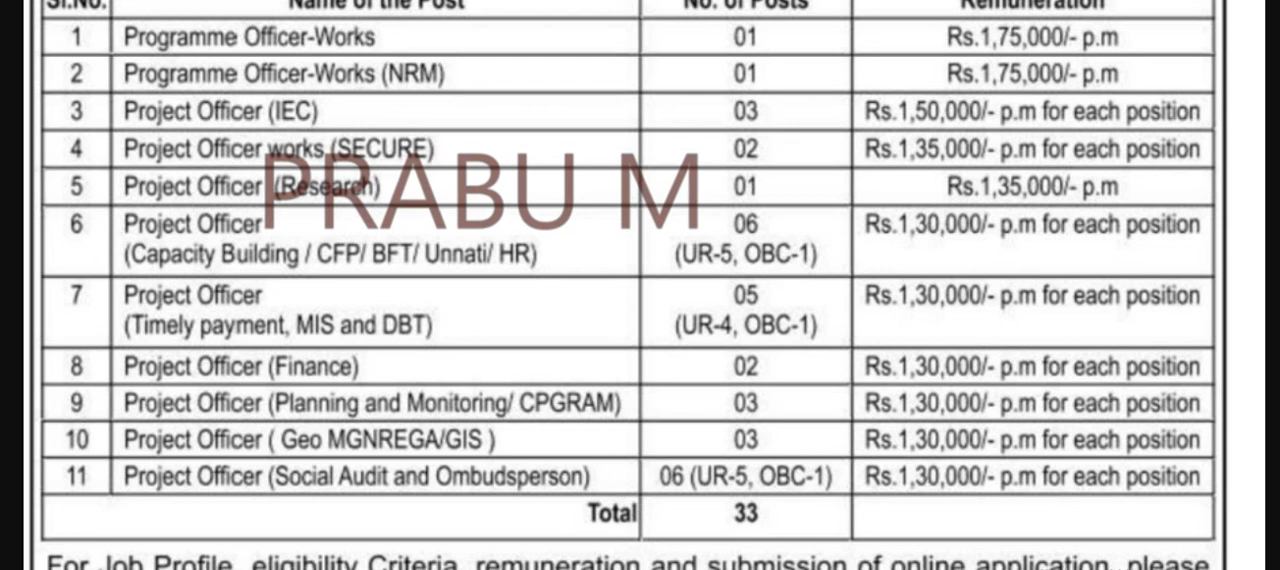 Sl.No. Name of the Post No. of Posts Remuneration
1 Programme Officer-Works 01 Rs.1,75,000/- p.m
2 Programme Officer-Works (NRM) 01 Rs.1,75,000/- p.m
3 Project Officer (IEC) 03 Rs.1,50,000/- p.m for each position
4 Project Officer works (SECURE) 02 Rs.1,35,000/- p.m for each position
5 Project Officer (Research) 01 Rs.1,35,000/- p.m
PRABU M
6 Project Officer 06 Rs.1,30,000/- p.m for each position
(Capacity Building / CFP/ BFT/ Unnati/ HR) (UR-5, OBC-1)
7 Project Officer 05 Rs.1,30,000/- p.m for each position
(Timely payment, MIS and DBT) (UR-4, OBC-1)
8 Project Officer (Finance) 02 Rs.1,30,000/- p.m for each position
9 Project Officer (Planning and Monitoring/ CPGRAM) 03 Rs.1,30,000/- p.m for each position
10 Project Officer ( Geo MGNREGA/GIS ) 03 Rs.1,30,000/- p.m for each position
11 Project Officer (Social Audit and Ombudsperson) 06 (UR-5, OBC-1) Rs.1,30,000/- p.m for each position
Total 33
For Job Profile, eligibility Criteria, remuneration and submission of online application, please